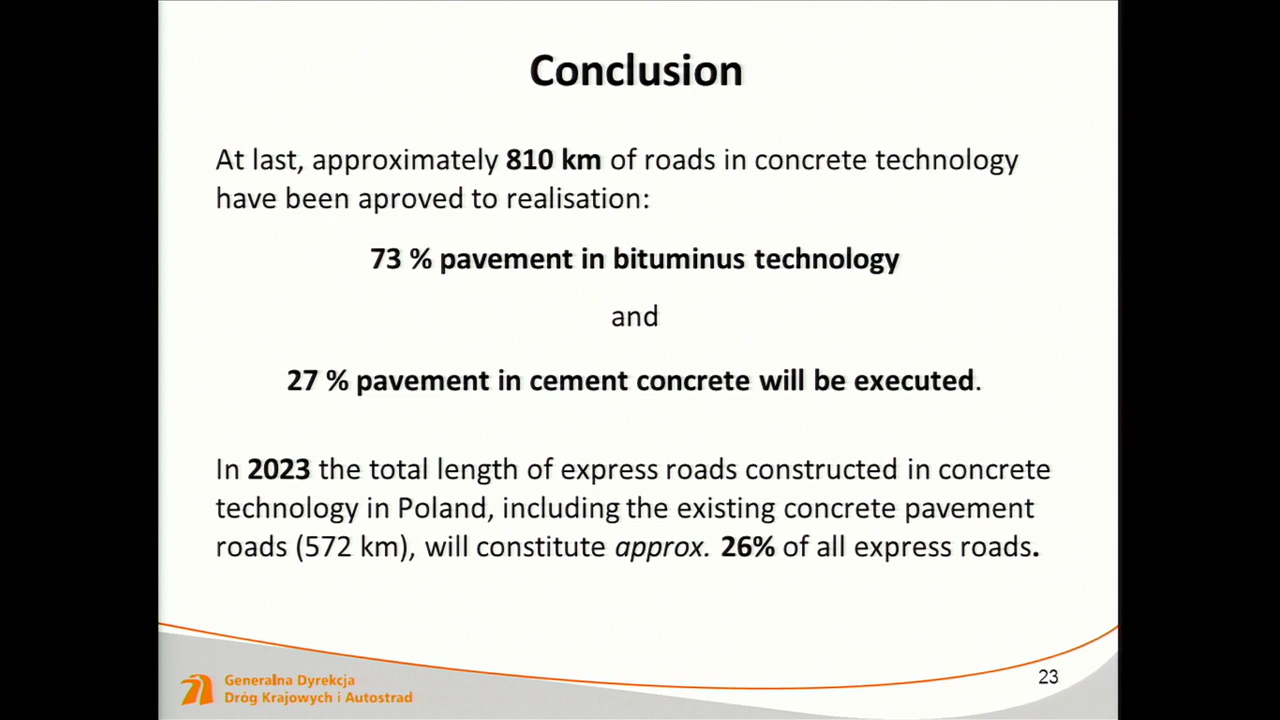 Conclusion
At last, approximately 810 km of roads in concrete technology
have been aproved to realisation:
73 % pavement in bituminus technology
and
27 % pavement in cement concrete will be executed.
In 2023 the total length of express roads constructed in concrete
technology in Poland, including the existing concrete pavement
roads (572 km), will constitute approx. 26% of all express roads.
Generalna Dyrekcja
Dróg Krajowych i Autostrad
23